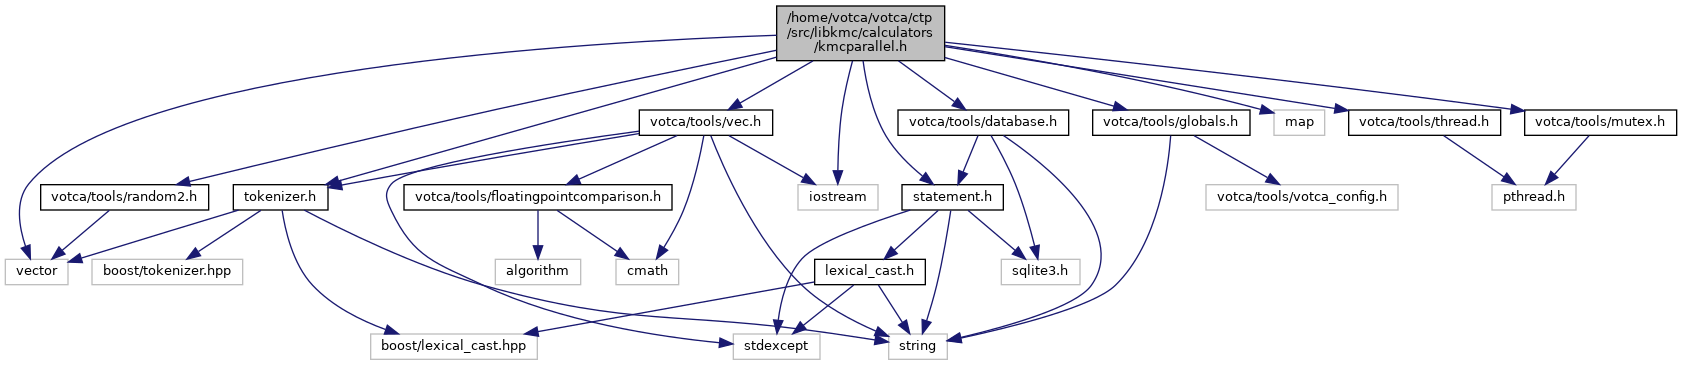 /home/votca/votca/ctp
/src/libkmc/calculators
/kmcparallel.h
votca/tools/vec.h
votca/tools/database.h
votca/tools/globals.h
map
votca/tools/thread.h
votca/tools/mutex.h
votca/tools/random2.h
tokenizer.h
votca/tools/floatingpointcomparison.h
iostream
statement.h
votca/tools/votca_config.h
pthread.h
vector
boost/tokenizer.hpp
algorithm
cmath
lexical_cast.h
sqlite3.h
boost/lexical_cast.hpp
stdexcept
string